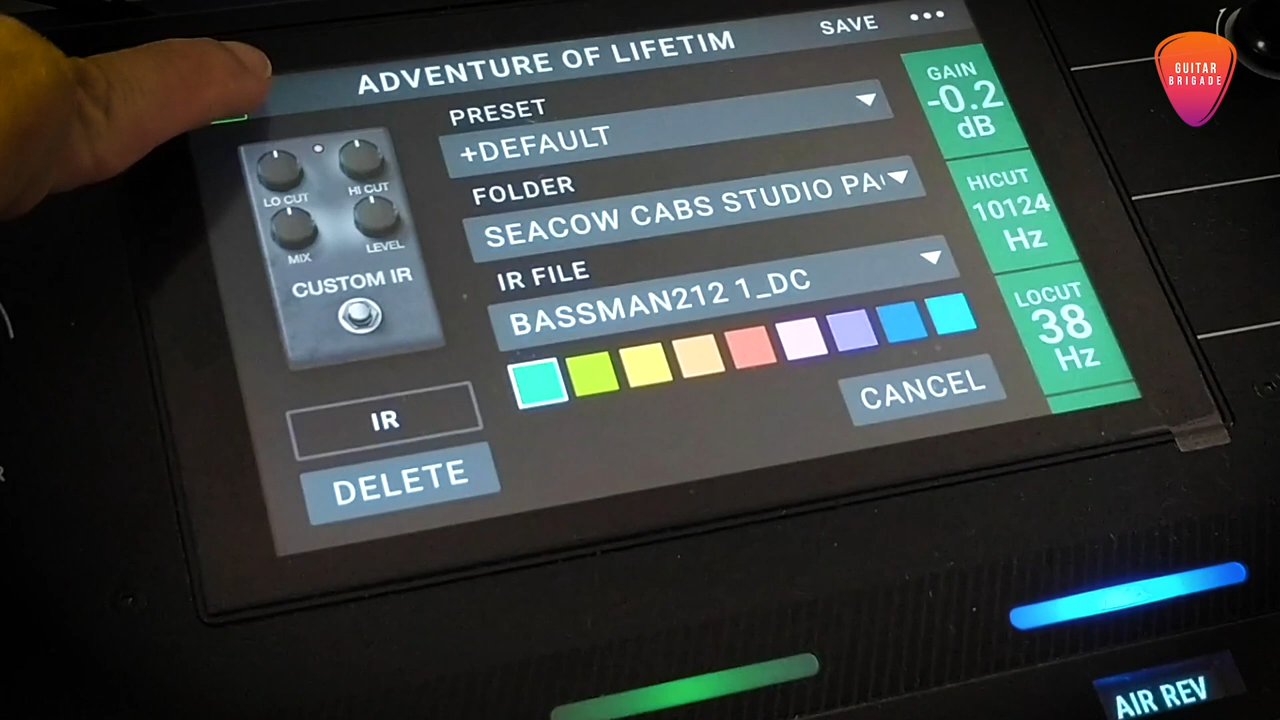 ADVENTURE OF LIFETIM
SAVE
GUITAR
BRIGADE
PRESET
+DEFAULT
FOLDER
SEACOW CABS STUDIO PA
IR FILE
BASSMAN212 1_DC
CANCEL
LO CUT
HI CUT
MIX
LEVEL
CUSTOM IR
IR
DELETE
GAIN
-0.2
dB
HICUT
10124
Hz
LOCUT
38
Hz
AIR REV